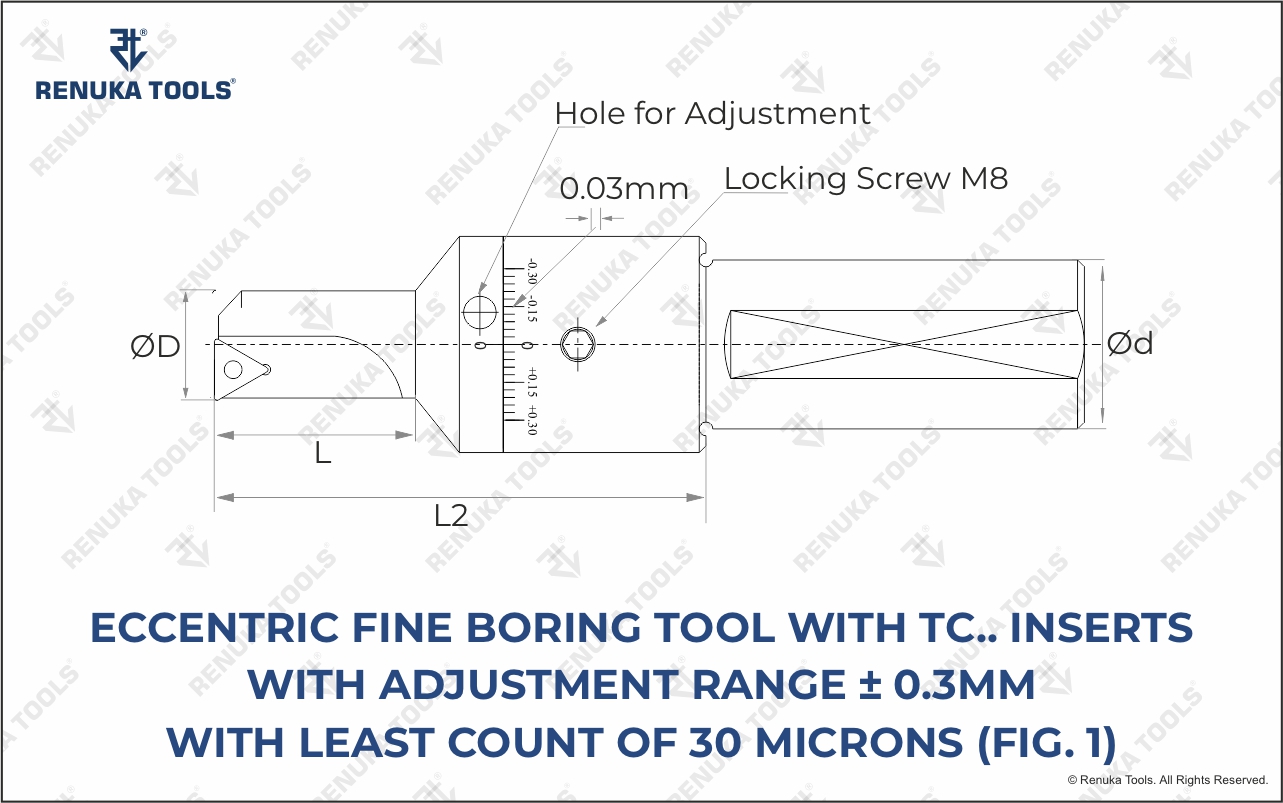 RENUKA TOOLS®
Hole for Adjustment
0.03mm
Locking Screw M8
-0.30
-0.15
0
0
+0.15
+0.30
ØD
Ød
L
L2
ECCENTRIC FINE BORING TOOL WITH TC.. INSERTS
WITH ADJUSTMENT RANGE ± 0.3MM
WITH LEAST COUNT OF 30 MICRONS (FIG. 1)
© Renuka Tools. All Rights Reserved.